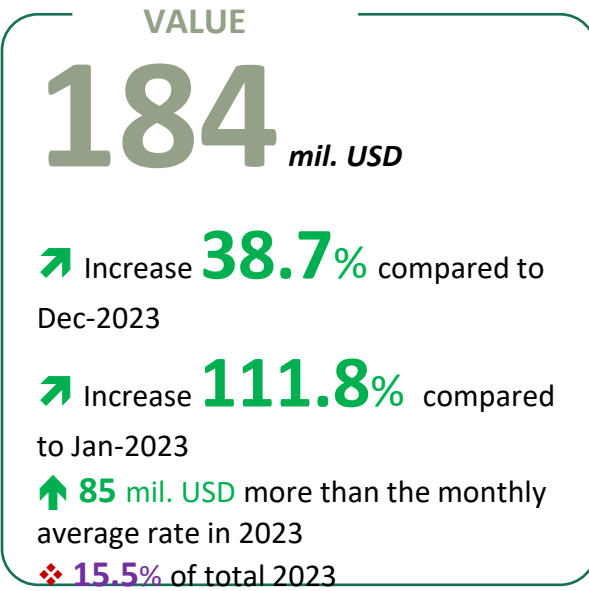 VALUE
184 mil. USD
Increase 38.7% compared to
Dec-2023
Increase 111.8% compared
to Jan-2023
85 mil. USD more than the monthly
average rate in 2023
15.5% of total 2023